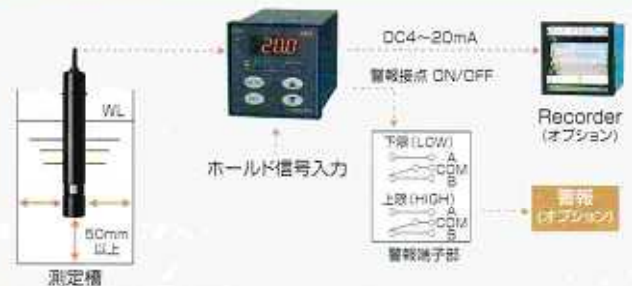 20.0
DC4～20mA
警報接点 ON/OFF
Recorder
(オプション)
WL
ホールド信号入力
下限(LOW)
A
COM
B
上限(HIGH)
A
COM
B
警報端子部
警報
(オプション)
50mm
以上
測定槽